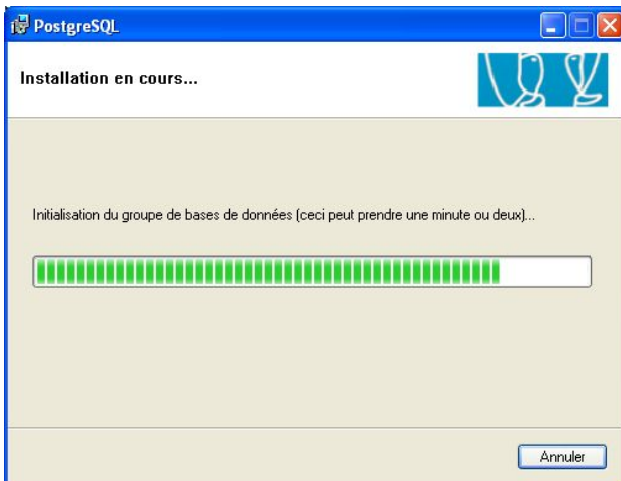 PostgreSQL
Installation en cours...
Initialisation du groupe de bases de données (ceci peut prendre une minute ou deux)...
Annuler